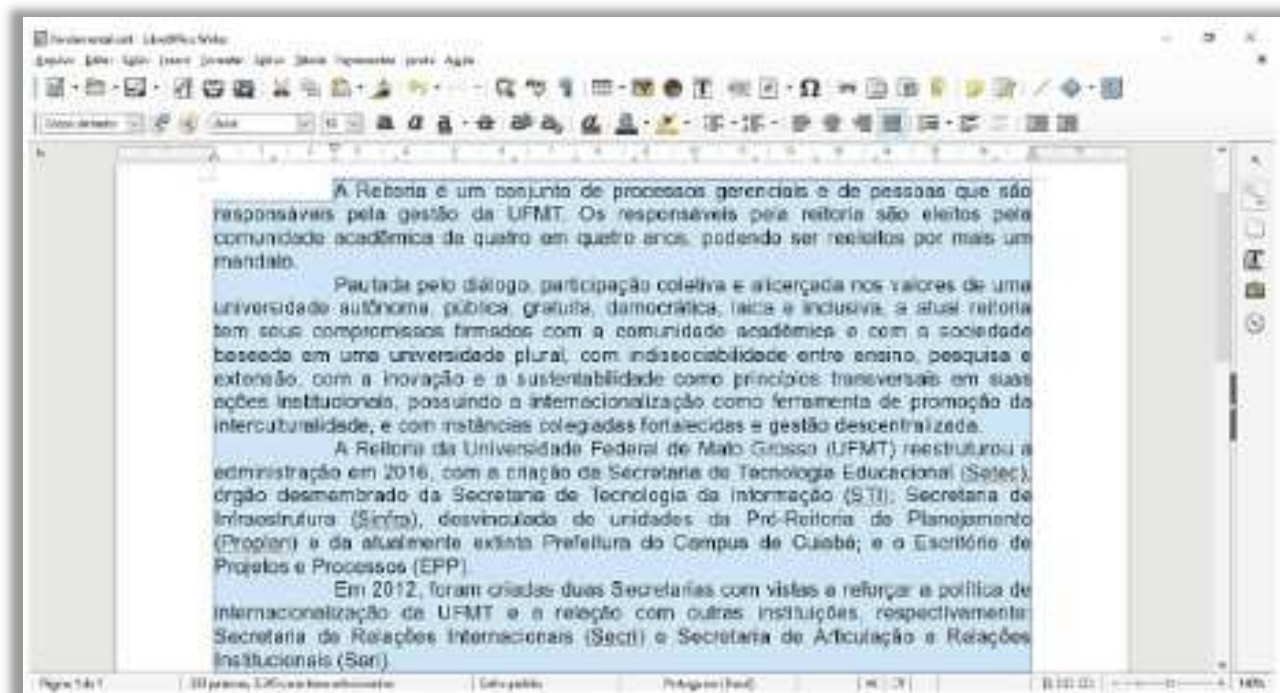 LibreOffice Writer
A Reitoria é um conjunto de processos gerenciais e de pessoas que são
responsáveis pela gestão da UFMT. Os responsáveis pela reitoria são eleitos pela
comunidade acadêmica de quatro em quatro anos, podendo ser reeleitos por mais um
mandato.
Pautada pelo diálogo, participação coletiva e alicerçada nos valores de uma
universidade autônoma, pública, gratuita, democrática, laica e inclusiva, a atual reitoria
tem seus compromissos firmados com a comunidade acadêmica e com a sociedade
baseada em uma universidade plural, com indissociabilidade entre ensino, pesquisa e
extensão, com a inovação e a sustentabilidade como princípios transversais em suas
ações institucionais, possuindo a internacionalização como ferramenta de promoção da
interculturalidade, e com instâncias colegiadas fortalecidas e gestão descentralizada.
A Reitoria da Universidade Federal de Mato Grosso (UFMT) reestruturou a
administração em 2016, com a criação da Secretaria de Tecnologia Educacional (Setec),
órgão desmembrado da Secretaria de Tecnologia da Informação (STI); Secretaria de
Infraestrutura (Sinfra), desvinculada de unidades da Pró-Reitoria de Planejamento
(Proplan) e da atualmente extinta Prefeitura do Campus de Cuiabá; e o Escritório de
Projetos e Processos (EPP).
Em 2012, foram criadas duas Secretarias com vistas a reforçar a política de
internacionalização da UFMT e a relação com outras instituições, respectivamente:
Secretaria de Relações Internacionais (Secri) e Secretaria de Articulação e Relações
Institucionais (Sari).
Página 1 de 1
Português (Brasil)
140%